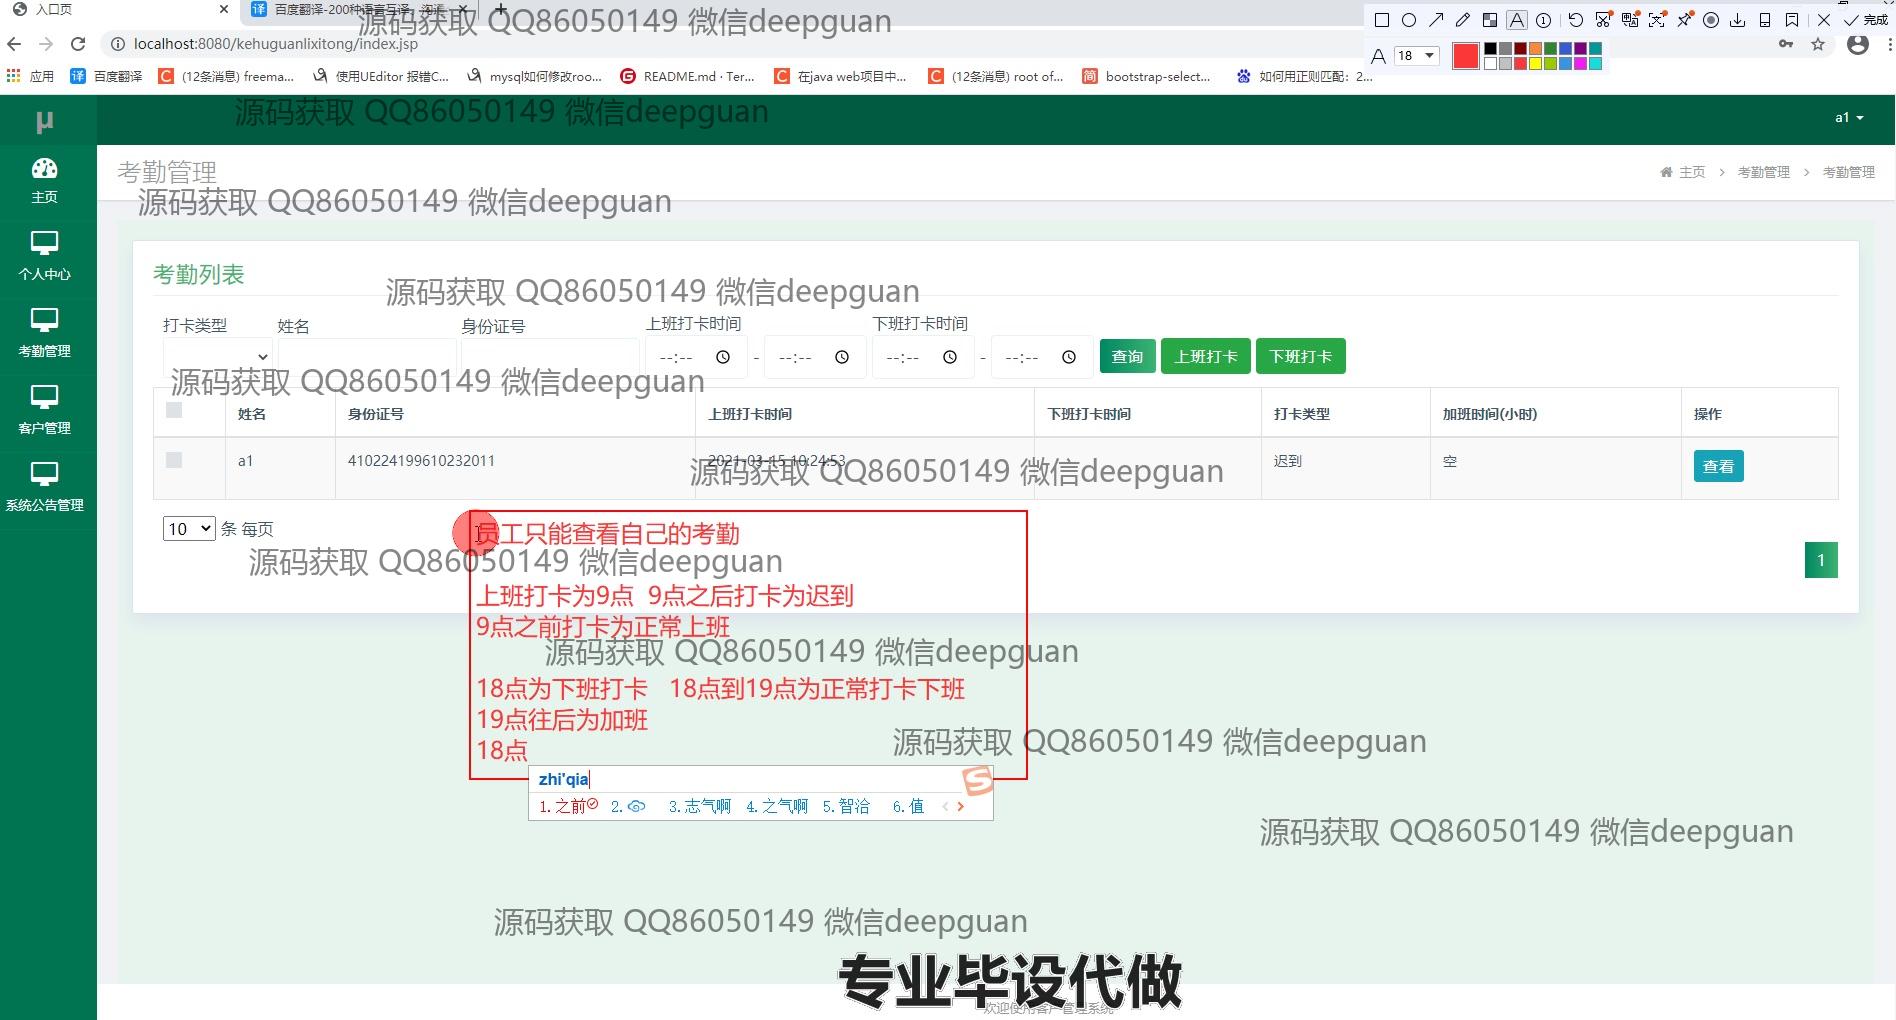 入口页
百度翻译-200种语言互译、沟通
源码获取 QQ86050149 微信deepguan
完成
localhost:8080/kehuguanlixitong/index.jsp
18
应用
百度翻译
(12条消息) freema...
使用UEditor 报错C...
mysql如何修改roo...
README.md · Ter...
在java web项目中...
(12条消息) root of...
bootstrap-select...
如何用正则匹配：2...
源码获取 QQ86050149 微信deepguan
a1
μ
主页
个人中心
考勤管理
客户管理
系统公告管理
考勤管理
主页 > 考勤管理 > 考勤管理
源码获取 QQ86050149 微信deepguan
考勤列表
源码获取 QQ86050149 微信deepguan
打卡类型 姓名 身份证号 上班打卡时间 下班打卡时间
--:-- - --:-- --:-- - --:-- 查询 上班打卡 下班打卡
源码获取 QQ86050149 微信deepguan
姓名 身份证号 上班打卡时间 下班打卡时间 打卡类型 加班时间(小时) 操作
a1 410224199610232011 2021-03-15 10:24:53 迟到 空 查看
源码获取 QQ86050149 微信deepguan
10 条 每页
员工只能查看自己的考勤
源码获取 QQ86050149 微信deepguan
1
上班打卡为9点 9点之后打卡为迟到
9点之前打卡为正常上班
源码获取 QQ86050149 微信deepguan
18点为下班打卡 18点到19点为正常打卡下班
19点往后为加班
18点
源码获取 QQ86050149 微信deepguan
zhi'qia
1.之前 2. 3.志气啊 4.之气啊 5.智洽 6.值
源码获取 QQ86050149 微信deepguan
源码获取 QQ86050149 微信deepguan
专业毕设代做
欢迎使用客户管理系统